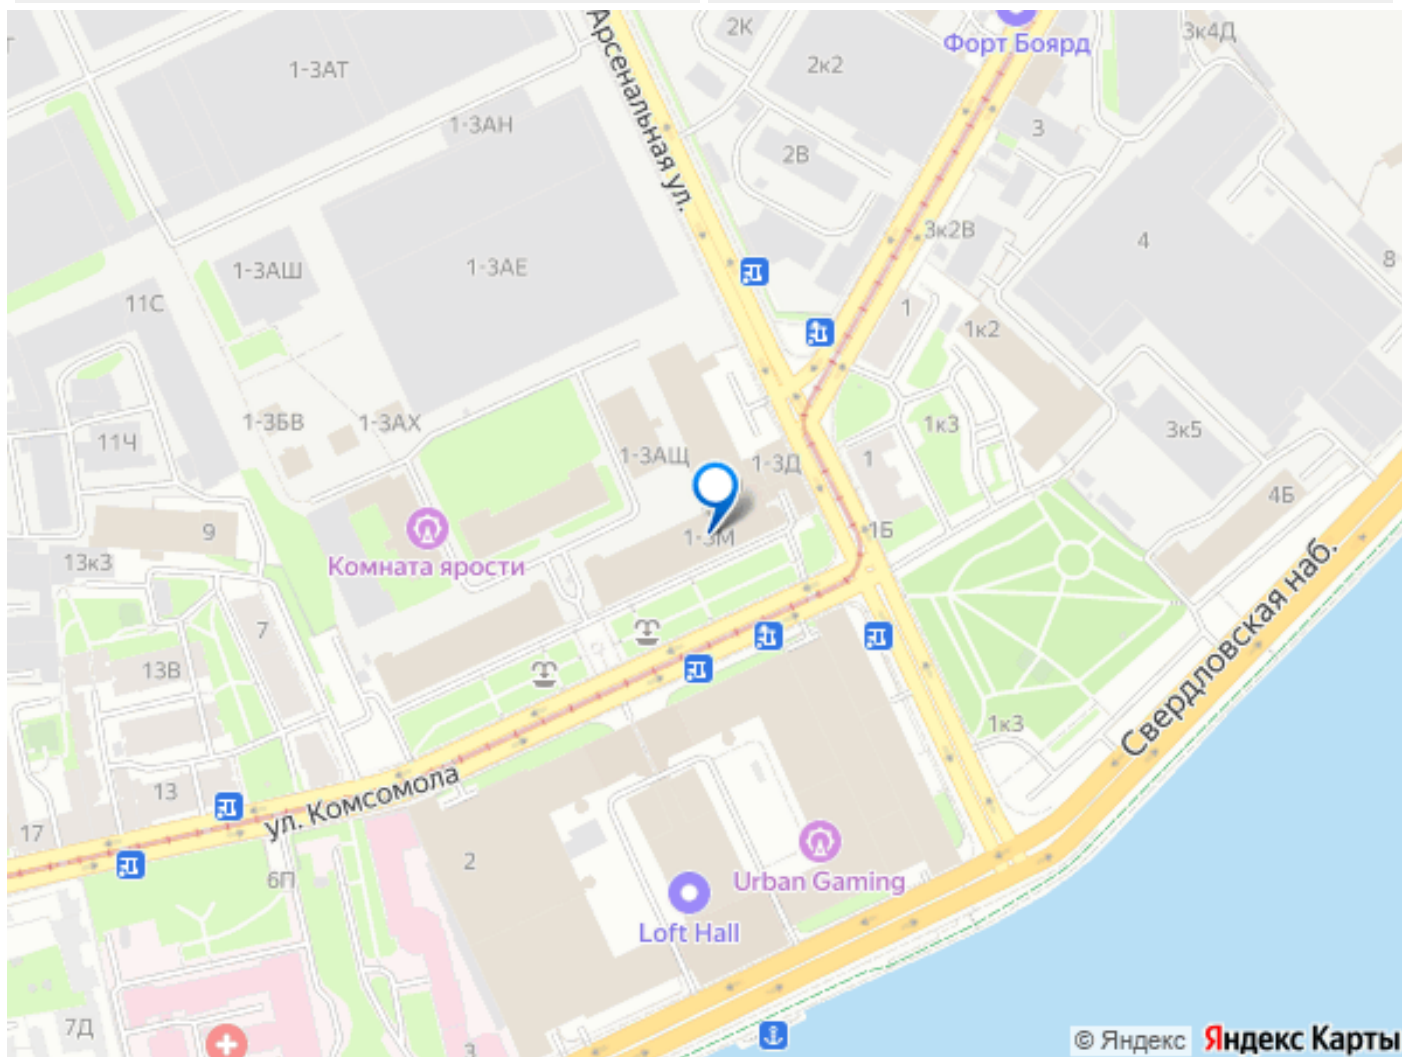 2К
3к4Д
Форт Боярд
1-3АТ
2к2
Арсенальная ул.
1-3АН
3
2В
3к2В
4
8
1-3АШ
1-3АЕ
11С
1
1к2
1-3БВ
1-3АХ
1к3
3к5
11Ч
1-3АЩ
1-3Д
1
4Б
9
1-3М
1Б
13к3
Комната ярости
Свердловская наб.
7
13В
1к3
13
ул. Комсомола
17
2
6П
Urban Gaming
Loft Hall
7Д
3
© Яндекс Яндекс Карты